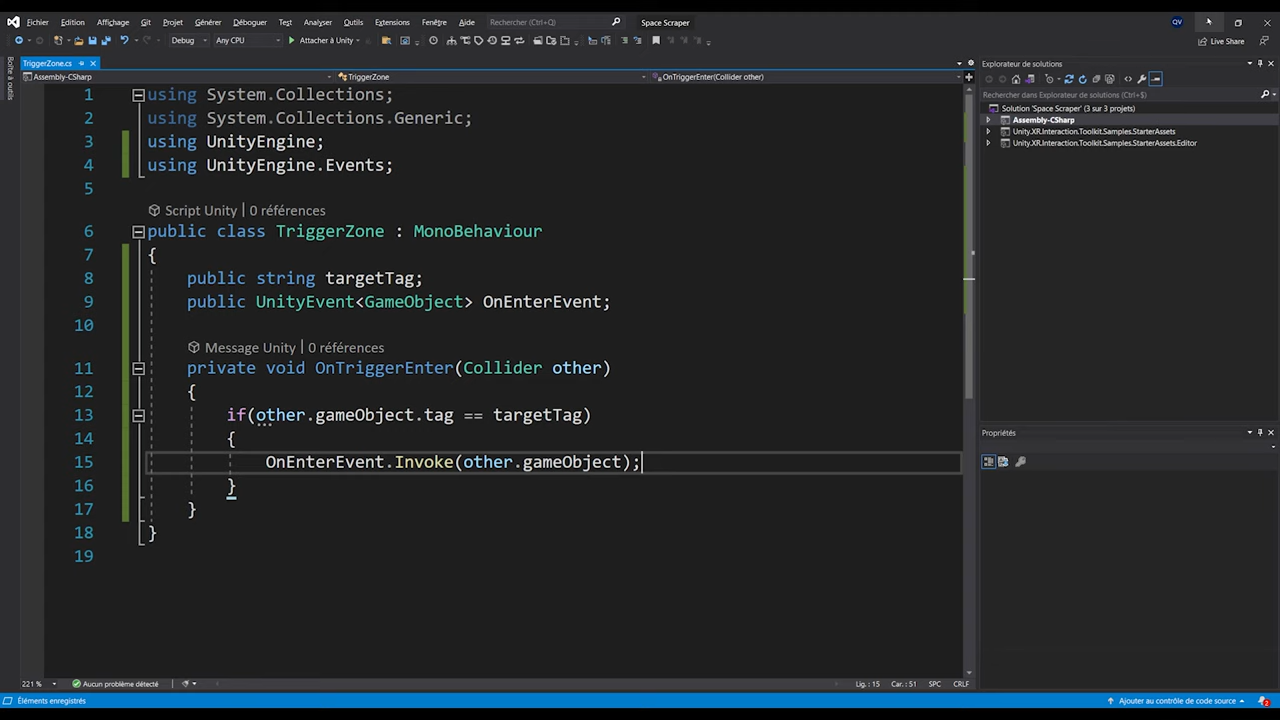 Fichier Edition Affichage Git Projet Générer Déboguer Test Analyser Outils Extensions Fenêtre Aide Rechercher (Ctrl+Q) Space Scraper QV
Debug Any CPU Attacher à Unity Live Share
TriggerZone.cs
Assembly-CSharp TriggerZone OnTriggerEnter(Collider other)
Boîte à outils
1 using System.Collections;
2 using System.Collections.Generic;
3 using UnityEngine;
4 using UnityEngine.Events;
5
Script Unity | 0 références
6 public class TriggerZone : MonoBehaviour
7 {
8 public string targetTag;
9 public UnityEvent<GameObject> OnEnterEvent;
10
Message Unity | 0 références
11 private void OnTriggerEnter(Collider other)
12 {
13 if(other.gameObject.tag == targetTag)
14 {
15 OnEnterEvent.Invoke(other.gameObject);
16 }
17 }
18 }
19
221 % Aucun problème détecté Lig. : 15 Car. : 51 SPC CRLF
Explorateur de solutions
Rechercher dans Explorateur de solutions (Ctrl+$)
Solution 'Space Scraper' (3 sur 3 projets)
Assembly-CSharp
Unity.XR.Interaction.Toolkit.Samples.StarterAssets
Unity.XR.Interaction.Toolkit.Samples.StarterAssets.Editor
Propriétés
Éléments enregistrés Ajouter au contrôle de code source 2